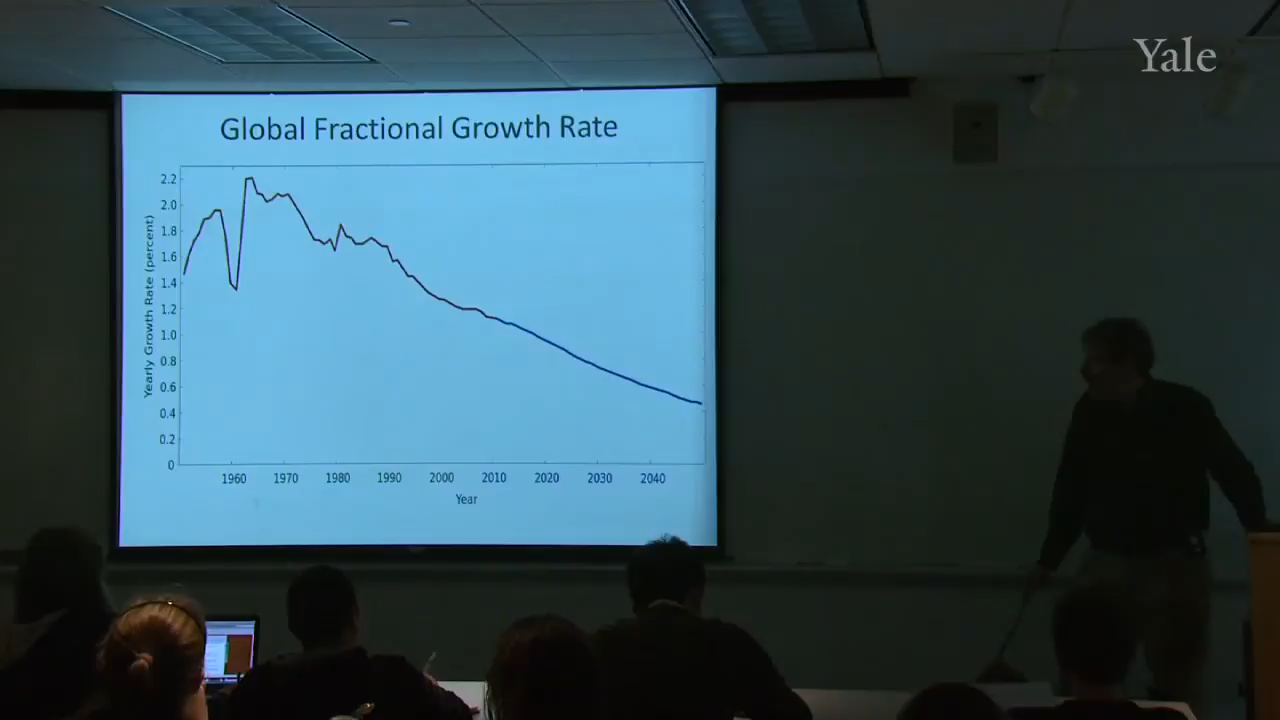 Yale
Global Fractional Growth Rate
Yearly Growth Rate (percent)
2.2
2.0
1.8
1.6
1.4
1.2
1.0
0.8
0.6
0.4
0.2
0
1960 1970 1980 1990 2000 2010 2020 2030 2040
Year